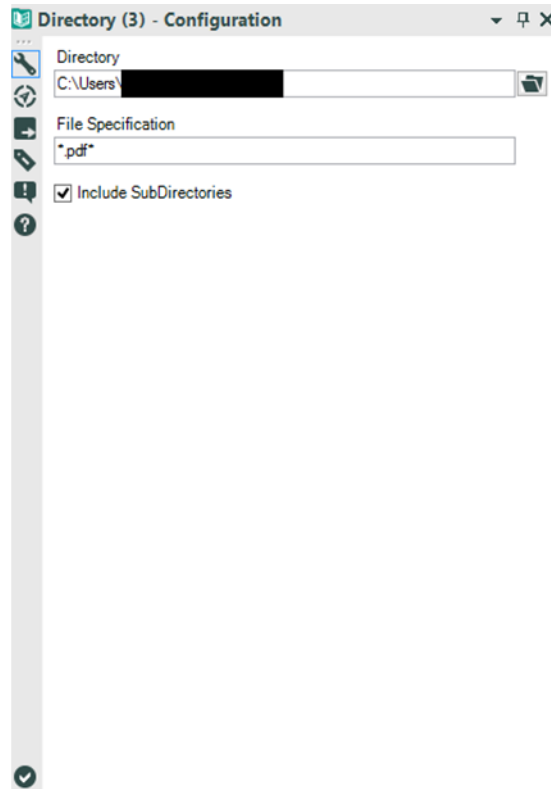 Directory (3) - Configuration
Directory
C:\Users\
File Specification
*.pdf*
Include SubDirectories